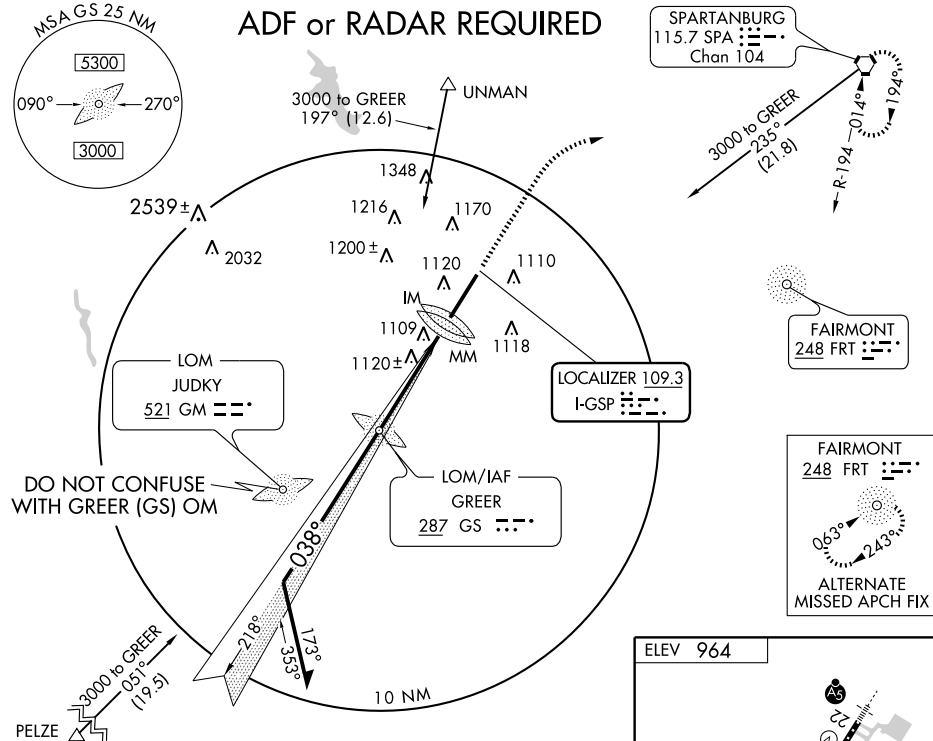 ADF or RADAR REQUIRED
MSA GS 25 NM
5300
090°
270°
3000
3000 to GREER
197° (12.6)
UNMAN
SPARTANBURG
115.7 SPA
Chan 104
3000 to GREER
235°
(21.8)
R-194
014°
194°
1348
2539 ±
1216
1170
2032
1200 ±
1120
1110
IM
1109
MM
1118
1120 ±
FAIRMONT
248 FRT
LOM
JUDKY
521 GM
LOCALIZER 109.3
I-GSP
DO NOT CONFUSE
WITH GREER (GS) OM
LOM/IAF
GREER
287 GS
FAIRMONT
248 FRT
063°
243°
ALTERNATE
MISSED APCH FIX
038°
218°
173°
353°
10 NM
3000 to GREER
051°
(19.5)
PELZE
ELEV 964
A5
22